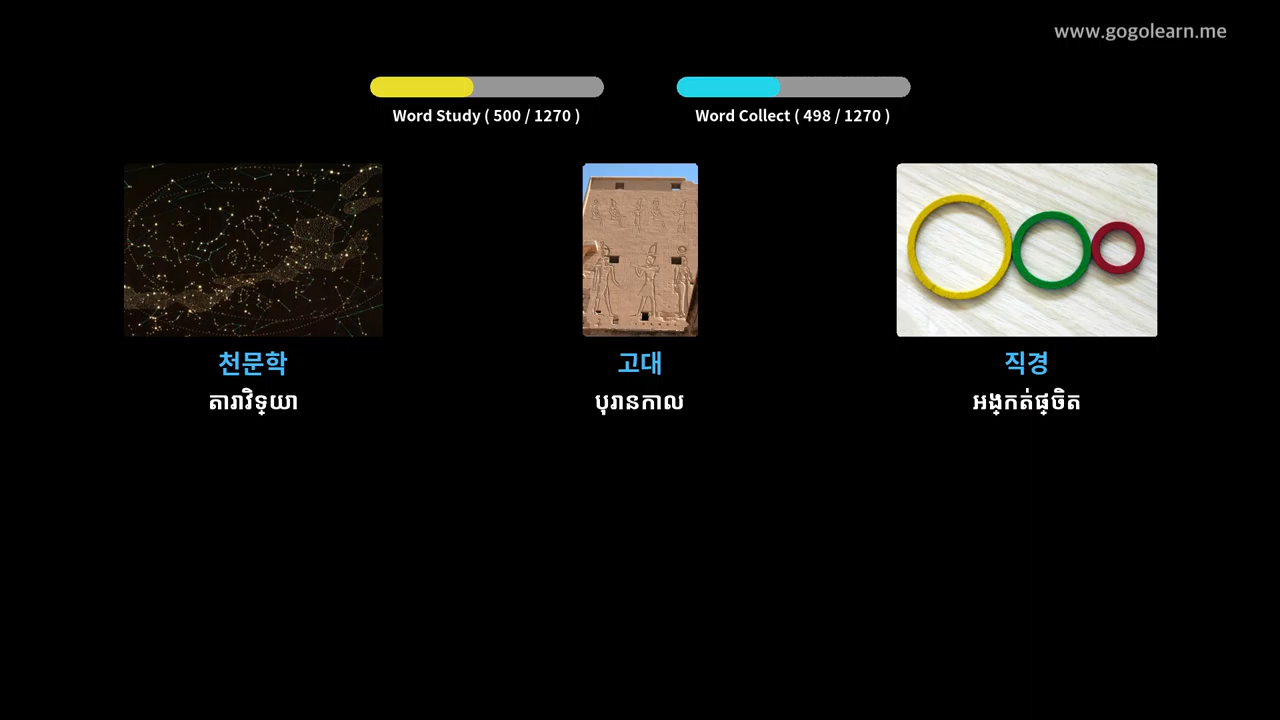 www.gogolearn.me
Word Study ( 500 / 1270 )
Word Collect ( 498 / 1270 )
천문학
고대
직경
តារាវិទ្យា
បុរានកាល
អង្កត់ផ្ចិត